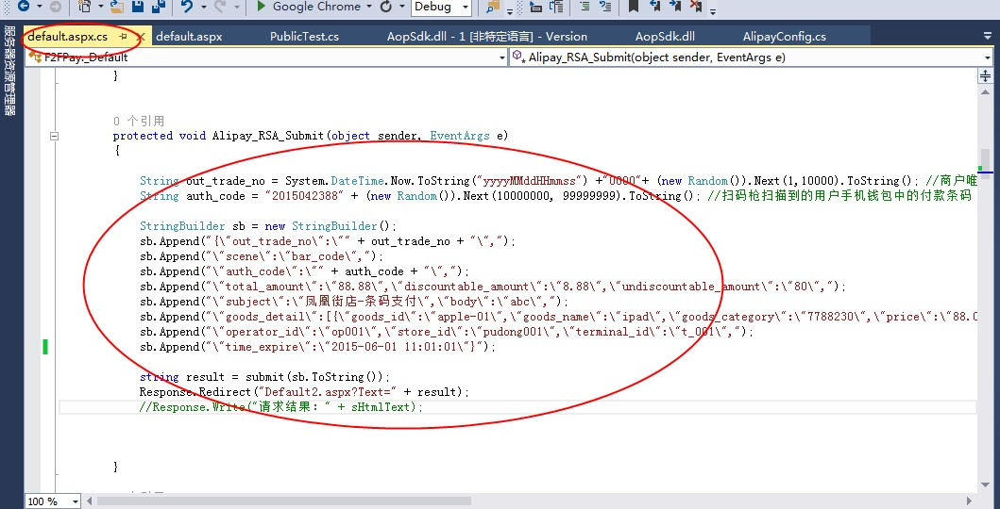 Google Chrome
Debug
default.aspx.cs
default.aspx
PublicTest.cs
AopSdk.dll - 1 [非特定语言] - Version
AopSdk.dll
AlipayConfig.cs
服务器资源管理器
F2FPay._Default
Alipay_RSA_Submit(object sender, EventArgs e)
}
0 个引用
protected void Alipay_RSA_Submit(object sender, EventArgs e)
{
String out_trade_no = System.DateTime.Now.ToString("yyyyMMddHHmmss") +"0000"+ (new Random()).Next(1,10000).ToString(); //商户唯
String auth_code = "2015042388" + (new Random()).Next(10000000, 99999999).ToString(); //扫码枪扫描到的用户手机钱包中的付款条码
StringBuilder sb = new StringBuilder();
sb.Append("{\"out_trade_no\":\"" + out_trade_no + "\",");
sb.Append("\"scene\":\"bar_code\",");
sb.Append("\"auth_code\":\"" + auth_code + "\",");
sb.Append("\"total_amount\":\"88.88\",\"discountable_amount\":\"8.88\",\"undiscountable_amount\":\"80\",");
sb.Append("\"subject\":\"凤凰街店-条码支付\",\"body\":\"abc\",");
sb.Append("\"goods_detail\":[{\"goods_id\":\"apple-01\",\"goods_name\":\"ipad\",\"goods_category\":\"7788230\",\"price\":\"88.0
sb.Append("\"operator_id\":\"op001\",\"store_id\":\"pudong001\",\"terminal_id\":\"t_001\",");
sb.Append("\"time_expire\":\"2015-06-01 11:01:01\"}");
string result = submit(sb.ToString());
Response.Redirect("Default2.aspx?Text=" + result);
//Response.Write("请求结果：" + sHtmlText);
}
100 %